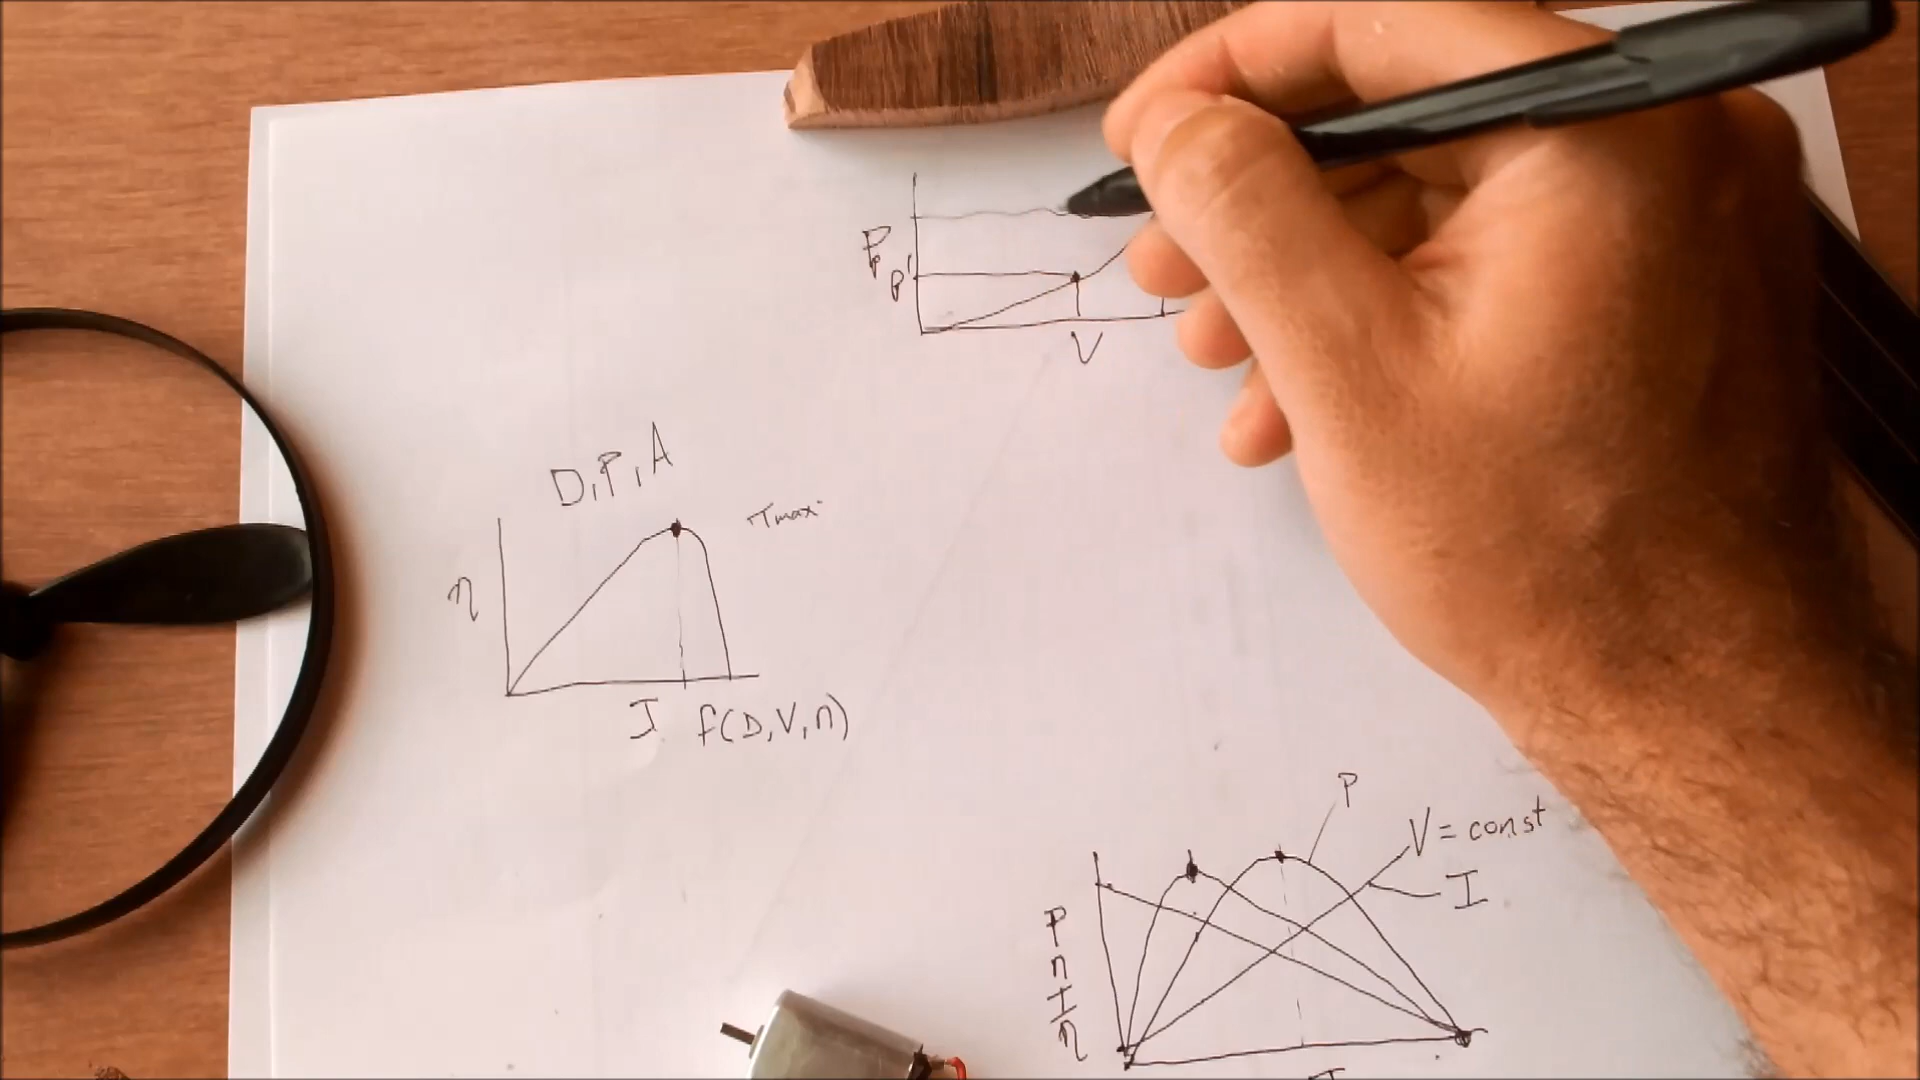 P
P'
V
D, P, A
Tmax
η
J f(D, V, n)
P
V = const
I
P
n
I
η